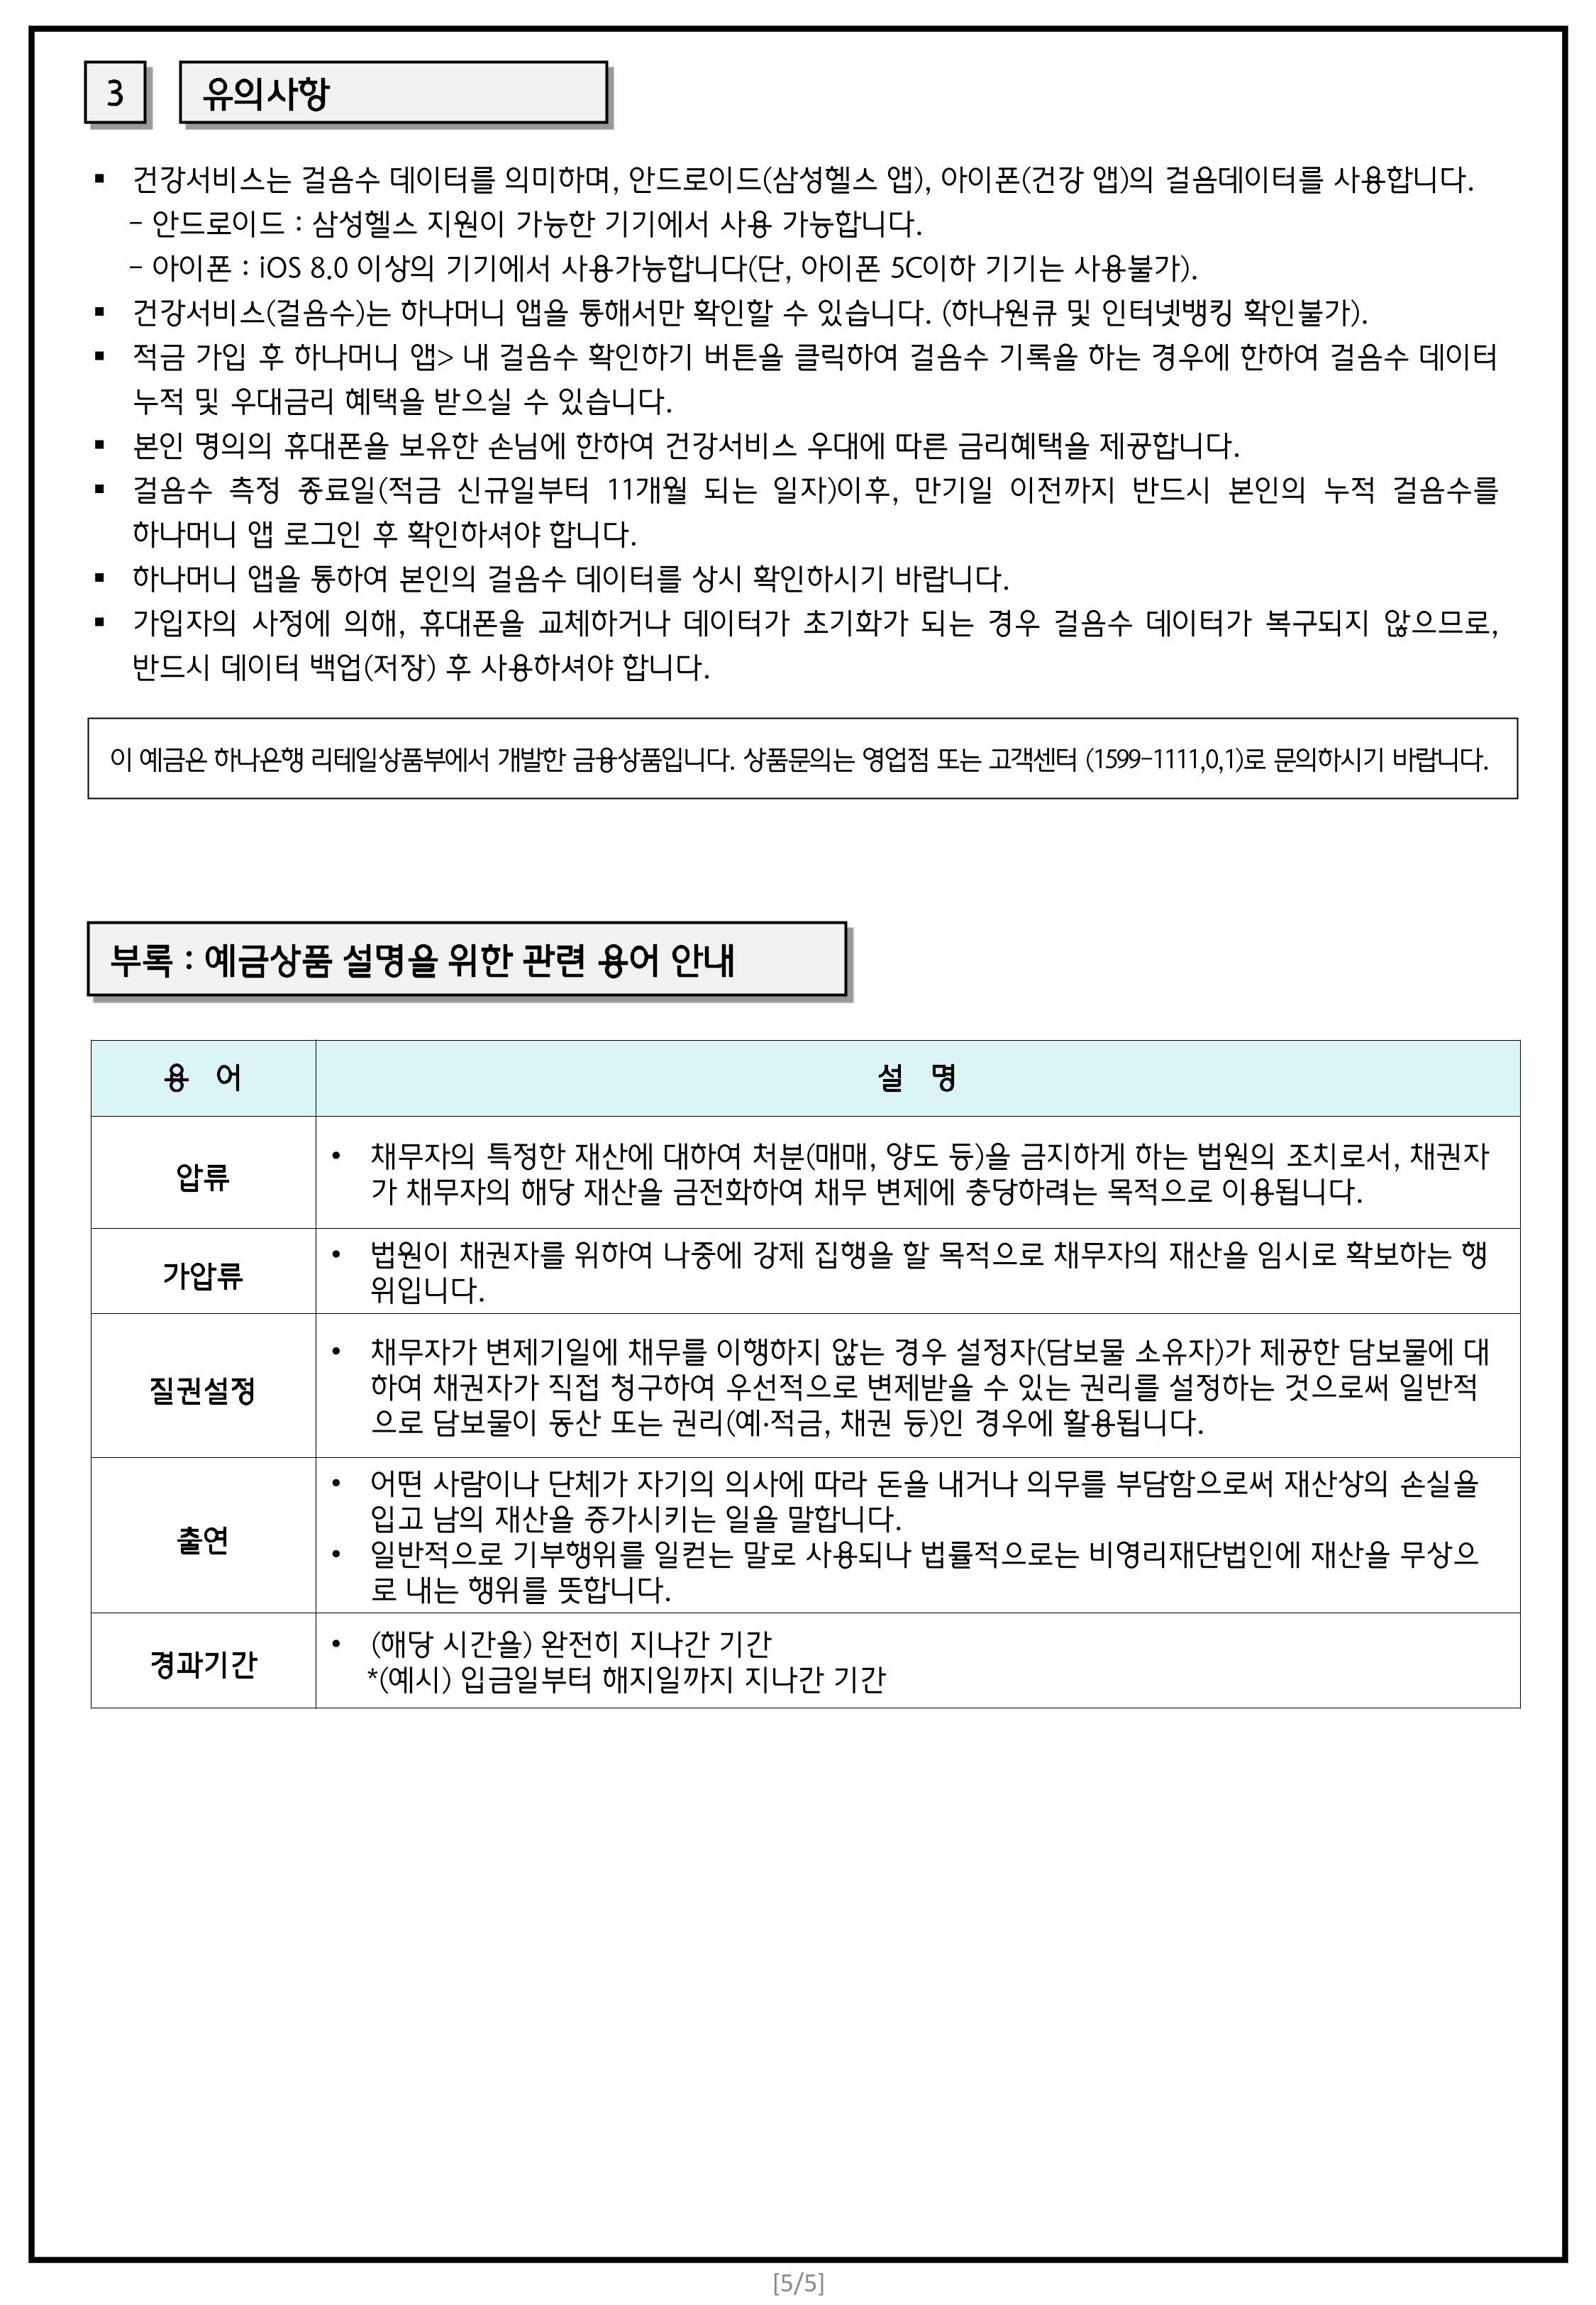 3 유의사항
▪ 건강서비스는 걸음수 데이터를 의미하며, 안드로이드(삼성헬스 앱), 아이폰(건강 앱)의 걸음데이터를 사용합니다.
- 안드로이드 : 삼성헬스 지원이 가능한 기기에서 사용 가능합니다.
- 아이폰 : iOS 8.0 이상의 기기에서 사용가능합니다(단, 아이폰 5C이하 기기는 사용불가).
▪ 건강서비스(걸음수)는 하나머니 앱을 통해서만 확인할 수 있습니다. (하나원큐 및 인터넷뱅킹 확인불가).
▪ 적금 가입 후 하나머니 앱> 내 걸음수 확인하기 버튼을 클릭하여 걸음수 기록을 하는 경우에 한하여 걸음수 데이터
누적 및 우대금리 혜택을 받으실 수 있습니다.
▪ 본인 명의의 휴대폰을 보유한 손님에 한하여 건강서비스 우대에 따른 금리혜택을 제공합니다.
▪ 걸음수 측정 종료일(적금 신규일부터 11개월 되는 일자)이후, 만기일 이전까지 반드시 본인의 누적 걸음수를
하나머니 앱 로그인 후 확인하셔야 합니다.
▪ 하나머니 앱을 통하여 본인의 걸음수 데이터를 상시 확인하시기 바랍니다.
▪ 가입자의 사정에 의해, 휴대폰을 교체하거나 데이터가 초기화가 되는 경우 걸음수 데이터가 복구되지 않으므로,
반드시 데이터 백업(저장) 후 사용하셔야 합니다.
이 예금은 하나은행 리테일상품부에서 개발한 금융상품입니다. 상품문의는 영업점 또는 고객센터 (1599-1111,0,1)로 문의하시기 바랍니다.
부록 : 예금상품 설명을 위한 관련 용어 안내
용 어 설 명
압류
• 채무자의 특정한 재산에 대하여 처분(매매, 양도 등)을 금지하게 하는 법원의 조치로서, 채권자
가 채무자의 해당 재산을 금전화하여 채무 변제에 충당하려는 목적으로 이용됩니다.
가압류
• 법원이 채권자를 위하여 나중에 강제 집행을 할 목적으로 채무자의 재산을 임시로 확보하는 행
위입니다.
질권설정
• 채무자가 변제기일에 채무를 이행하지 않는 경우 설정자(담보물 소유자)가 제공한 담보물에 대
하여 채권자가 직접 청구하여 우선적으로 변제받을 수 있는 권리를 설정하는 것으로써 일반적
으로 담보물이 동산 또는 권리(예·적금, 채권 등)인 경우에 활용됩니다.
출연
• 어떤 사람이나 단체가 자기의 의사에 따라 돈을 내거나 의무를 부담함으로써 재산상의 손실을
입고 남의 재산을 증가시키는 일을 말합니다.
• 일반적으로 기부행위를 일컫는 말로 사용되나 법률적으로는 비영리재단법인에 재산을 무상으
로 내는 행위를 뜻합니다.
경과기간
• (해당 시간을) 완전히 지나간 기간
*(예시) 입금일부터 해지일까지 지나간 기간
[5/5]